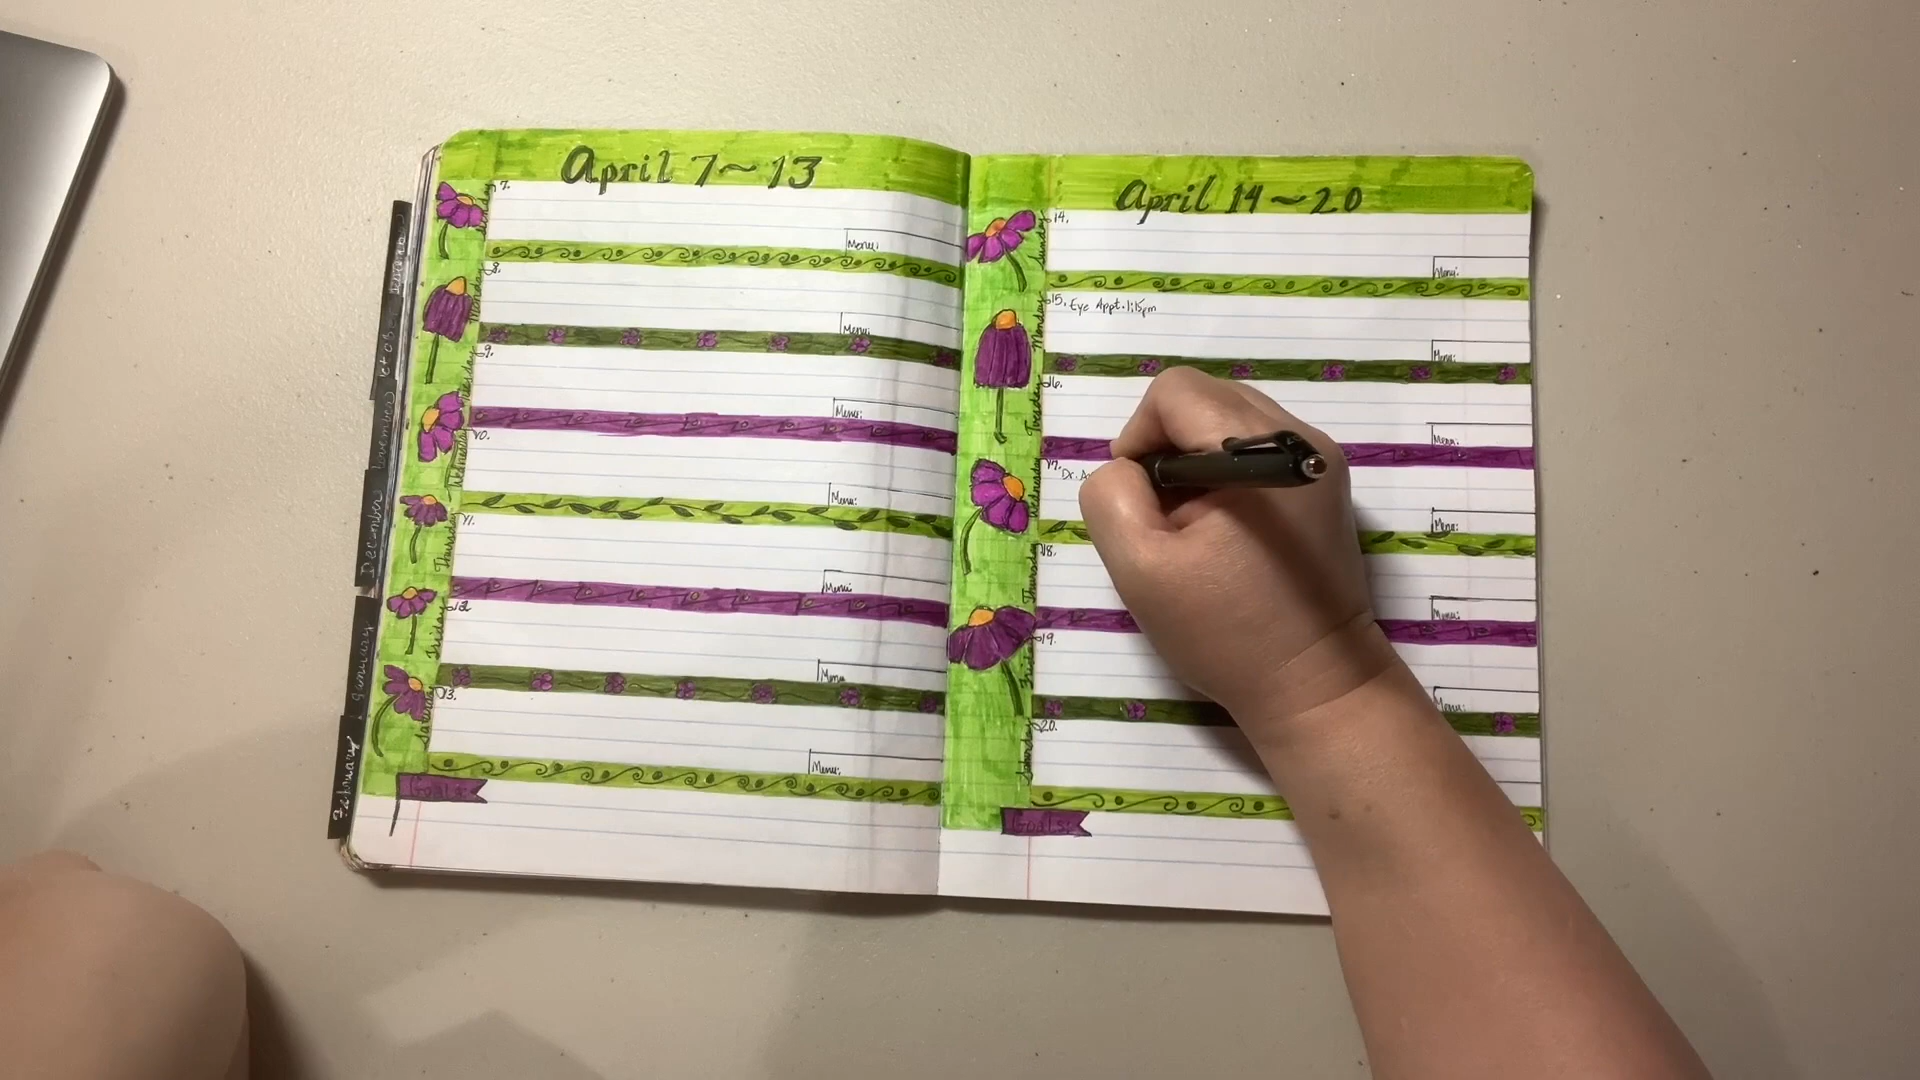 April 7~13
Sunday
7.
Menu:
Monday
8.
Menu:
Tuesday
9.
Menu:
Wednesday
10.
Menu:
Thursday
11.
Menu:
Friday
12
Menu
Saturday
13.
Menu:
Goals:
April 14~20
Sunday
14.
Menu:
Monday
15. Eye Appt. 1:15pm
Menu:
Tuesday
16.
Menu:
Wednesday
17. Dr.
Menu:
Thursday
18.
Menu:
Friday
19.
Menu:
Saturday
20.
Goals:
November
December
January
February